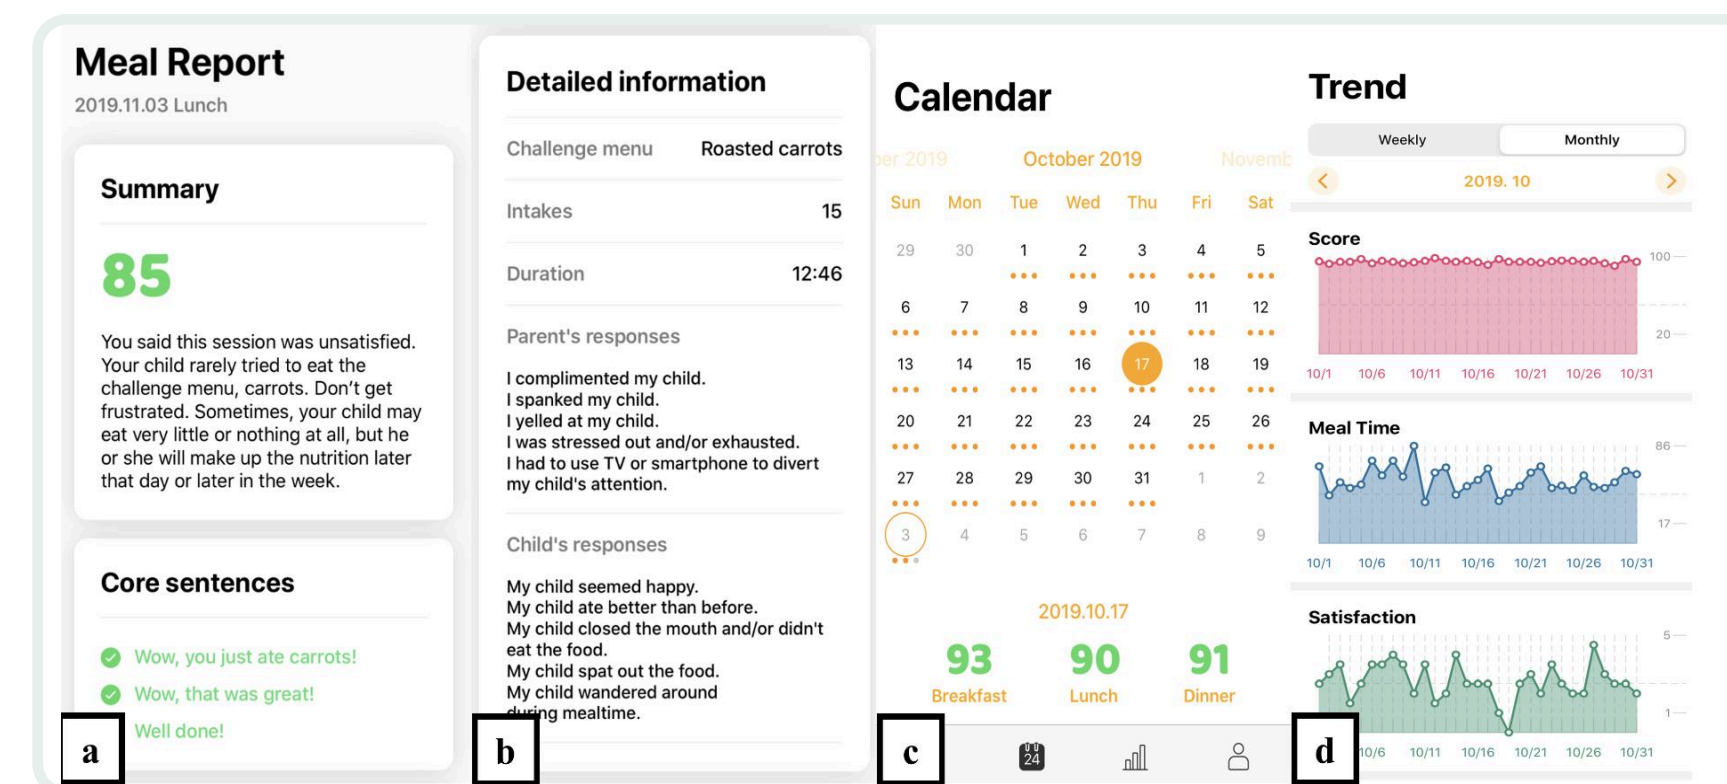 Meal Report
2019.11.03 Lunch
Summary
85
You said this session was unsatisfied.
Your child rarely tried to eat the
challenge menu, carrots. Don't get
frustrated. Sometimes, your child may
eat very little or nothing at all, but he
or she will make up the nutrition later
that day or later in the week.
Core sentences
Wow, you just ate carrots!
Wow, that was great!
Well done!
a
Detailed information
Challenge menu Roasted carrots
Intakes 15
Duration 12:46
Parent's responses
I complimented my child.
I spanked my child.
I yelled at my child.
I was stressed out and/or exhausted.
I had to use TV or smartphone to divert
my child's attention.
Child's responses
My child seemed happy.
My child ate better than before.
My child closed the mouth and/or didn't
eat the food.
My child spat out the food.
My child wandered around
during mealtime.
b
Calendar
ber 2019 October 2019 Novemb
Sun Mon Tue Wed Thu Fri Sat
29 30 1 2 3 4 5
6 7 8 9 10 11 12
13 14 15 16 17 18 19
20 21 22 23 24 25 26
27 28 29 30 31 1 2
3 4 5 6 7 8 9
2019.10.17
93 90 91
Breakfast Lunch Dinner
24
c
Trend
Weekly Monthly
2019. 10
Score
100
20
10/1 10/6 10/11 10/16 10/21 10/26 10/31
Meal Time
86
17
10/1 10/6 10/11 10/16 10/21 10/26 10/31
Satisfaction
5
1
10/6 10/11 10/16 10/21 10/26 10/31
d